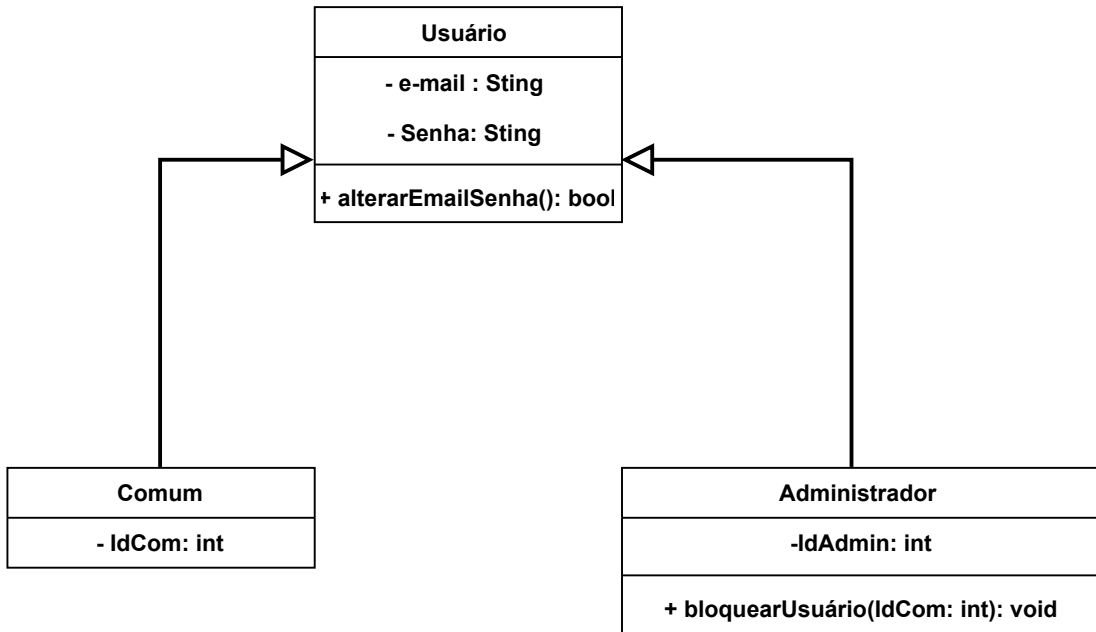 Usuário
- e-mail : Sting
- Senha: Sting
+ alterarEmailSenha(): bool
Comum
- IdCom: int
Administrador
-IdAdmin: int
+ bloquearUsuário(IdCom: int): void